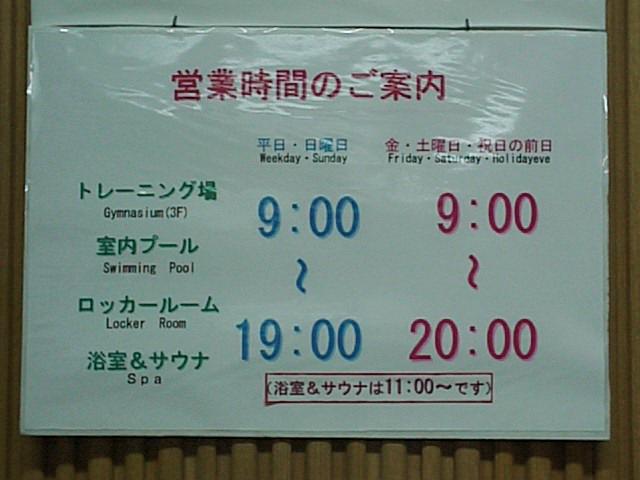 営業時間のご案内
平日・日曜日 金・土曜日・祝日の前日
Weekday・Sunday Friday・Saturday・Holidayeve
トレーニング場
Gymnasium(3F)
9:00 9:00
室内プール
Swimming Pool
~ ~
ロッカールーム
Locker Room
19:00 20:00
浴室&サウナ
Spa
(浴室&サウナは11:00~です)